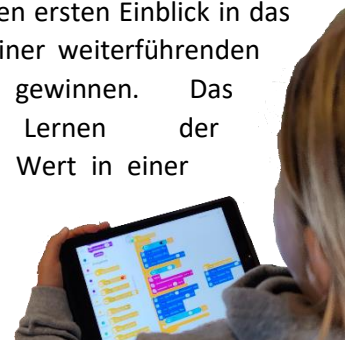 en ersten Einblick in das
iner weiterführenden
gewinnen. Das
Lernen der
Wert in einer